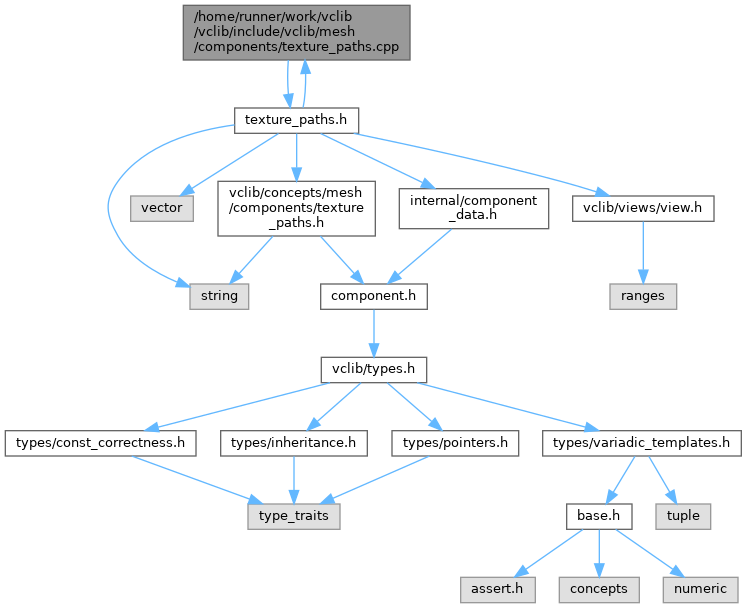 /home/runner/work/vclib
/vclib/include/vclib/mesh
/components/texture_paths.cpp
texture_paths.h
vector
vclib/concepts/mesh
/components/texture
_paths.h
internal/component
_data.h
vclib/views/view.h
string
component.h
ranges
vclib/types.h
types/const_correctness.h
types/inheritance.h
types/pointers.h
types/variadic_templates.h
type_traits
base.h
tuple
assert.h
concepts
numeric